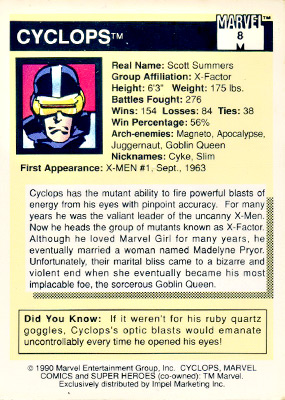 CYCLOPS™
MARVEL™
8
M
Real Name: Scott Summers
Group Affiliation: X-Factor
Height: 6'3" Weight: 175 lbs.
Battles Fought: 276
Wins: 154 Losses: 84 Ties: 38
Win Percentage: 56%
Arch-enemies: Magneto, Apocalypse,
Juggernaut, Goblin Queen
Nicknames: Cyke, Slim
First Appearance: X-MEN #1, Sept., 1963
Cyclops has the mutant ability to fire powerful blasts of
energy from his eyes with pinpoint accuracy. For many
years he was the valiant leader of the uncanny X-Men.
Now he heads the group of mutants known as X-Factor.
Although he loved Marvel Girl for many years, he
eventually married a woman named Madelyne Pryor.
Unfortunately, their marital bliss came to a bizarre and
violent end when she eventually became his most
implacable foe, the sorcerous Goblin Queen.
Did You Know: If it weren't for his ruby quartz
goggles, Cyclops's optic blasts would emanate
uncontrollably every time he opened his eyes!
© 1990 Marvel Entertainment Group, Inc. CYCLOPS, MARVEL
COMICS and SUPER HEROES (co-owned): TM Marvel.
Exclusively distributed by Impel Marketing Inc.